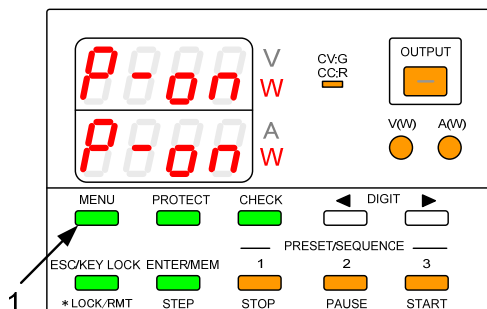 P-on V W
P-on A W
CV:G
CC:R
OUTPUT
V(W) A(W)
MENU PROTECT CHECK ◄ DIGIT ►
PRESET/SEQUENCE
ESC/KEY LOCK ENTER/MEM 1 2 3
1 *LOCK/RMT STEP STOP PAUSE START